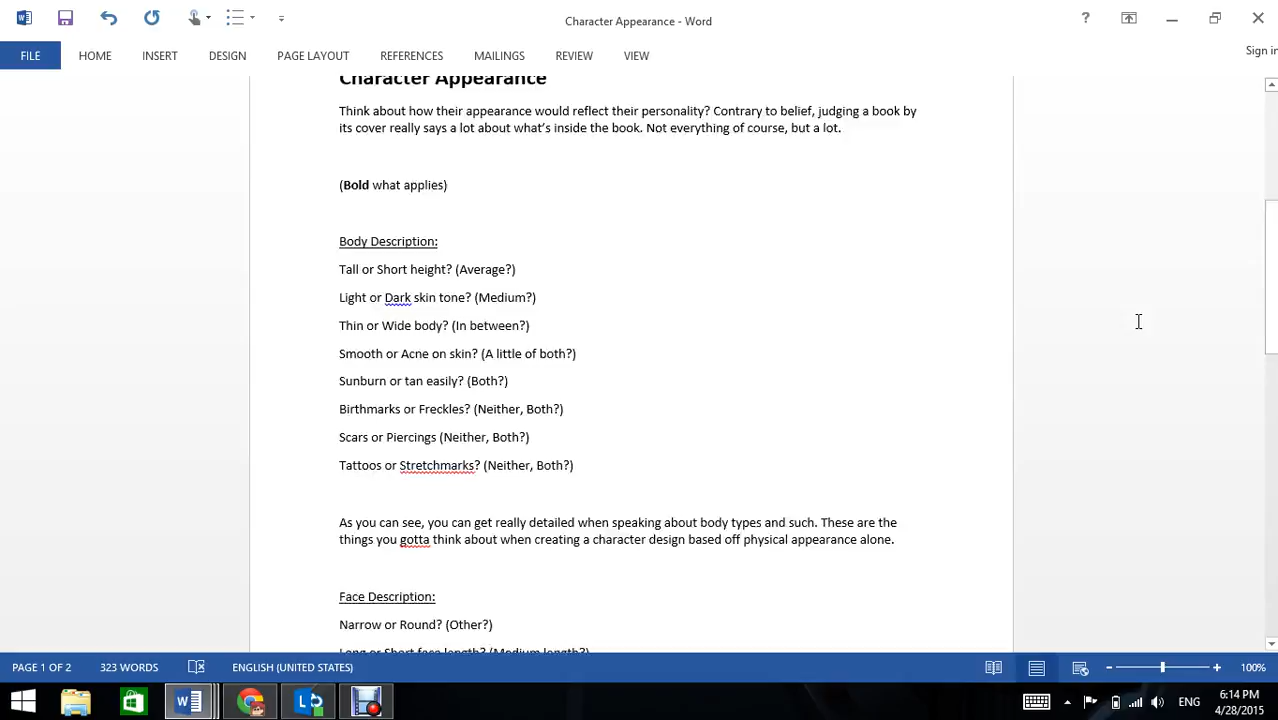 Character Appearance - Word
?
FILE
HOME
INSERT
DESIGN
PAGE LAYOUT
REFERENCES
MAILINGS
REVIEW
VIEW
Sign in
Character Appearance
Think about how their appearance would reflect their personality? Contrary to belief, judging a book by
its cover really says a lot about what's inside the book. Not everything of course, but a lot.
(Bold what applies)
Body Description:
Tall or Short height? (Average?)
Light or Dark skin tone? (Medium?)
Thin or Wide body? (In between?)
Smooth or Acne on skin? (A little of both?)
Sunburn or tan easily? (Both?)
Birthmarks or Freckles? (Neither, Both?)
Scars or Piercings (Neither, Both?)
Tattoos or Stretchmarks? (Neither, Both?)
As you can see, you can get really detailed when speaking about body types and such. These are the
things you gotta think about when creating a character design based off physical appearance alone.
Face Description:
Narrow or Round? (Other?)
Long or Short face length? (Medium length?)
PAGE 1 OF 2
323 WORDS
ENGLISH (UNITED STATES)
100%
ENG
6:14 PM
4/28/2015